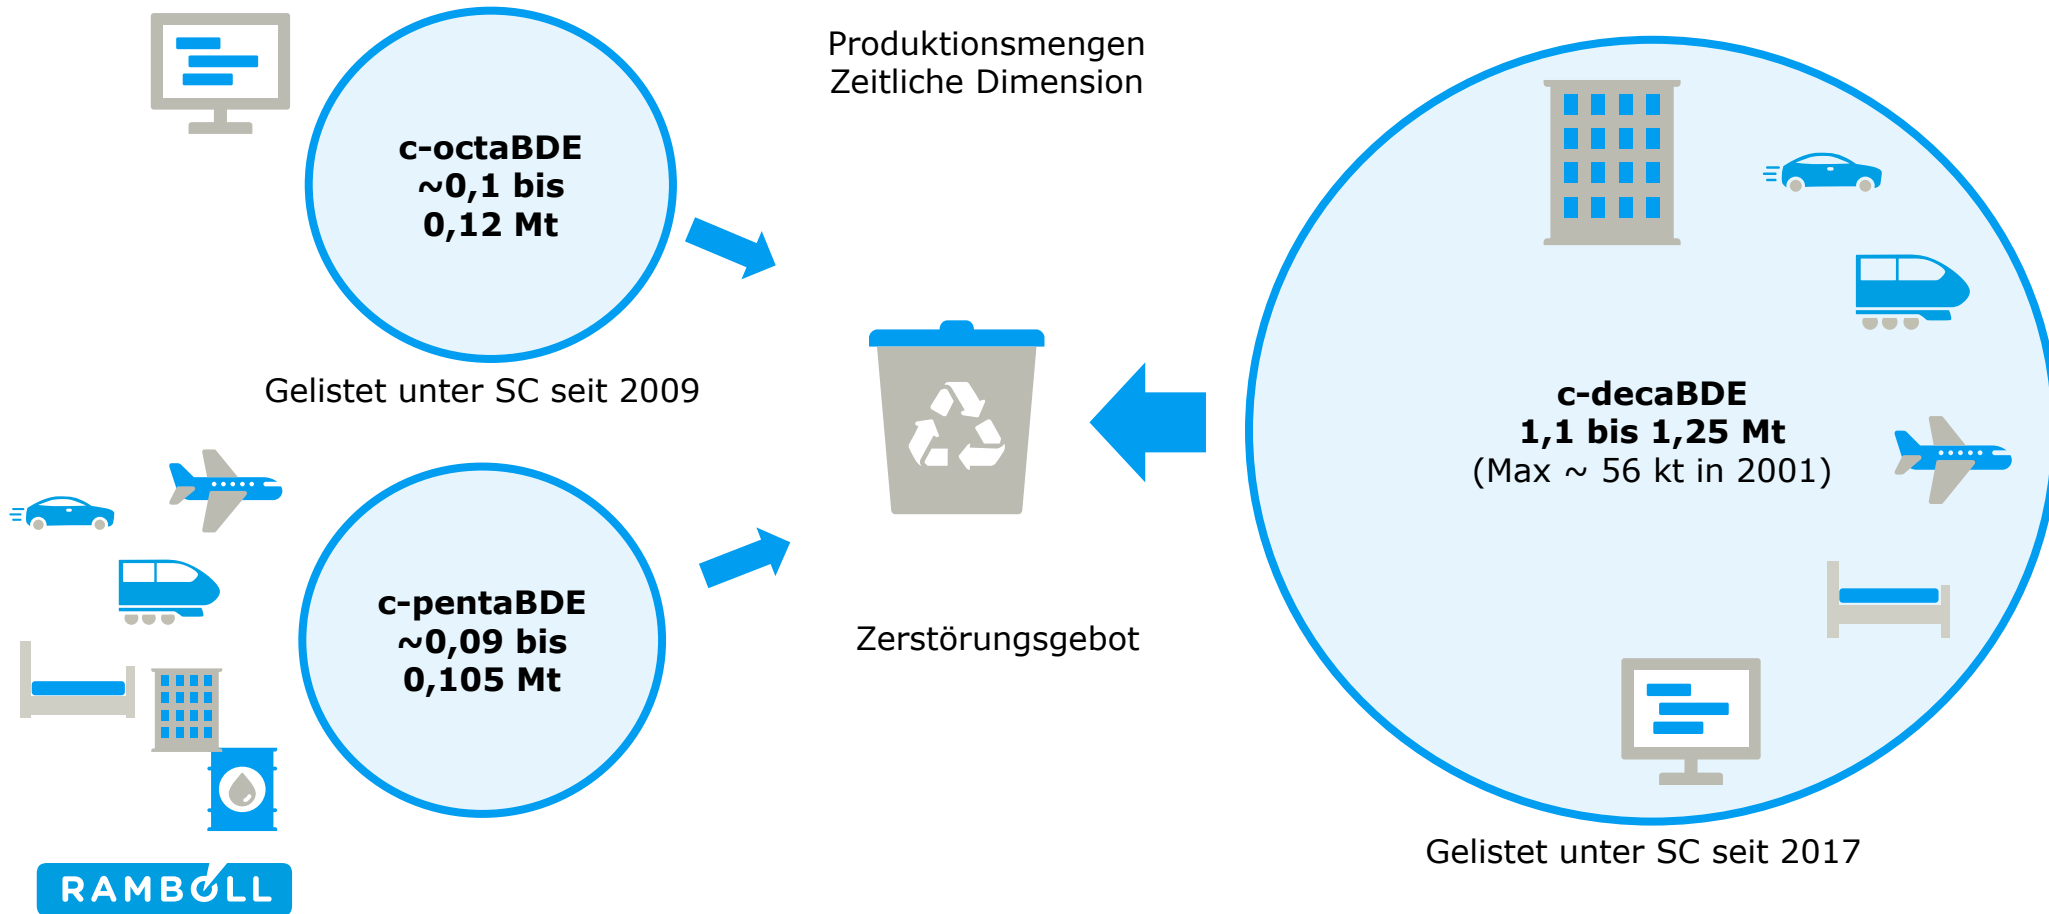 Produktionsmengen
Zeitliche Dimension
c-octaBDE
~0,1 bis
0,12 Mt
Gelistet unter SC seit 2009
c-pentaBDE
~0,09 bis
0,105 Mt
Zerstörungsgebot
c-decaBDE
1,1 bis 1,25 Mt
(Max ~ 56 kt in 2001)
Gelistet unter SC seit 2017
RAMBOLL